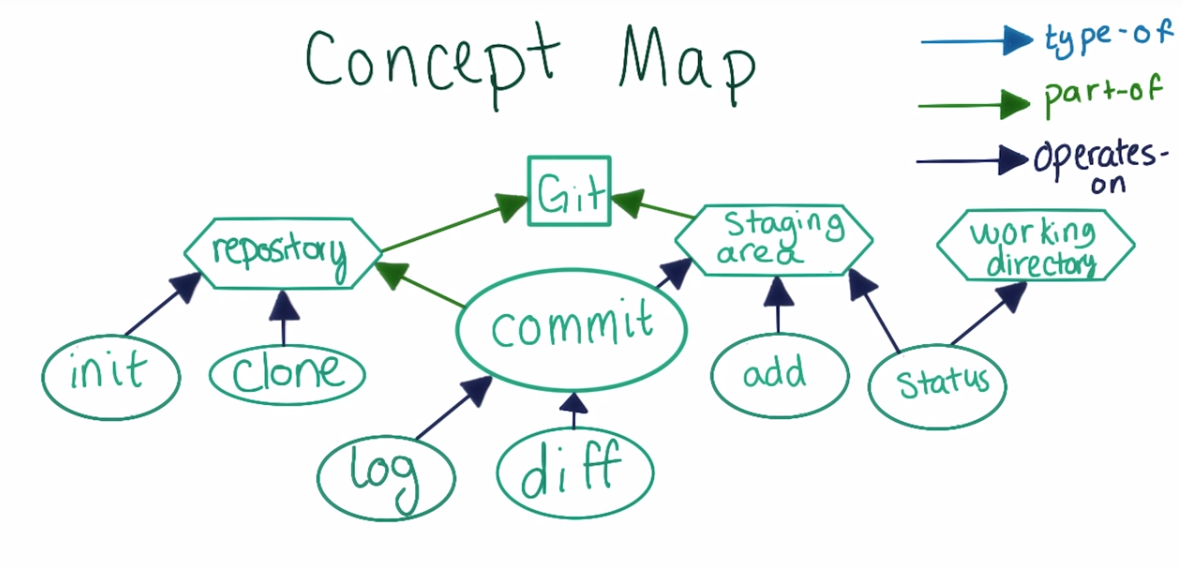 Concept Map
type-of
part-of
operates-
on
Git
repository
Staging
area
working
directory
commit
init
clone
add
Status
log
diff